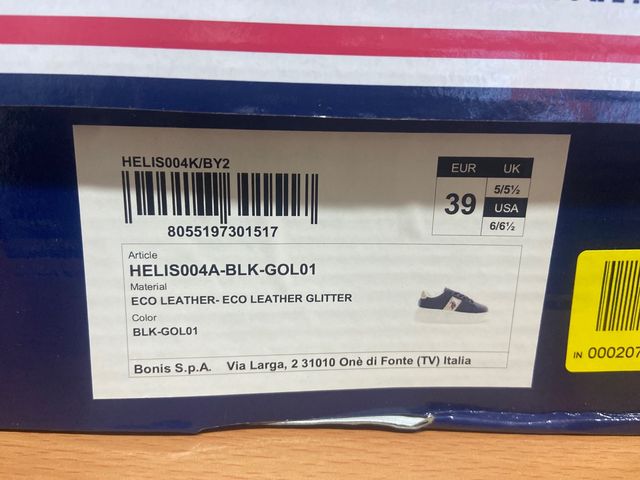 HELIS004K/BY2
8055197301517
EUR
39
UK
5/5½
USA
6/6½
Article
HELIS004A-BLK-GOL01
Material
ECO LEATHER- ECO LEATHER GLITTER
Color
BLK-GOL01
Bonis S.p.A. Via Larga, 2 31010 Onè di Fonte (TV) Italia
IN 000207